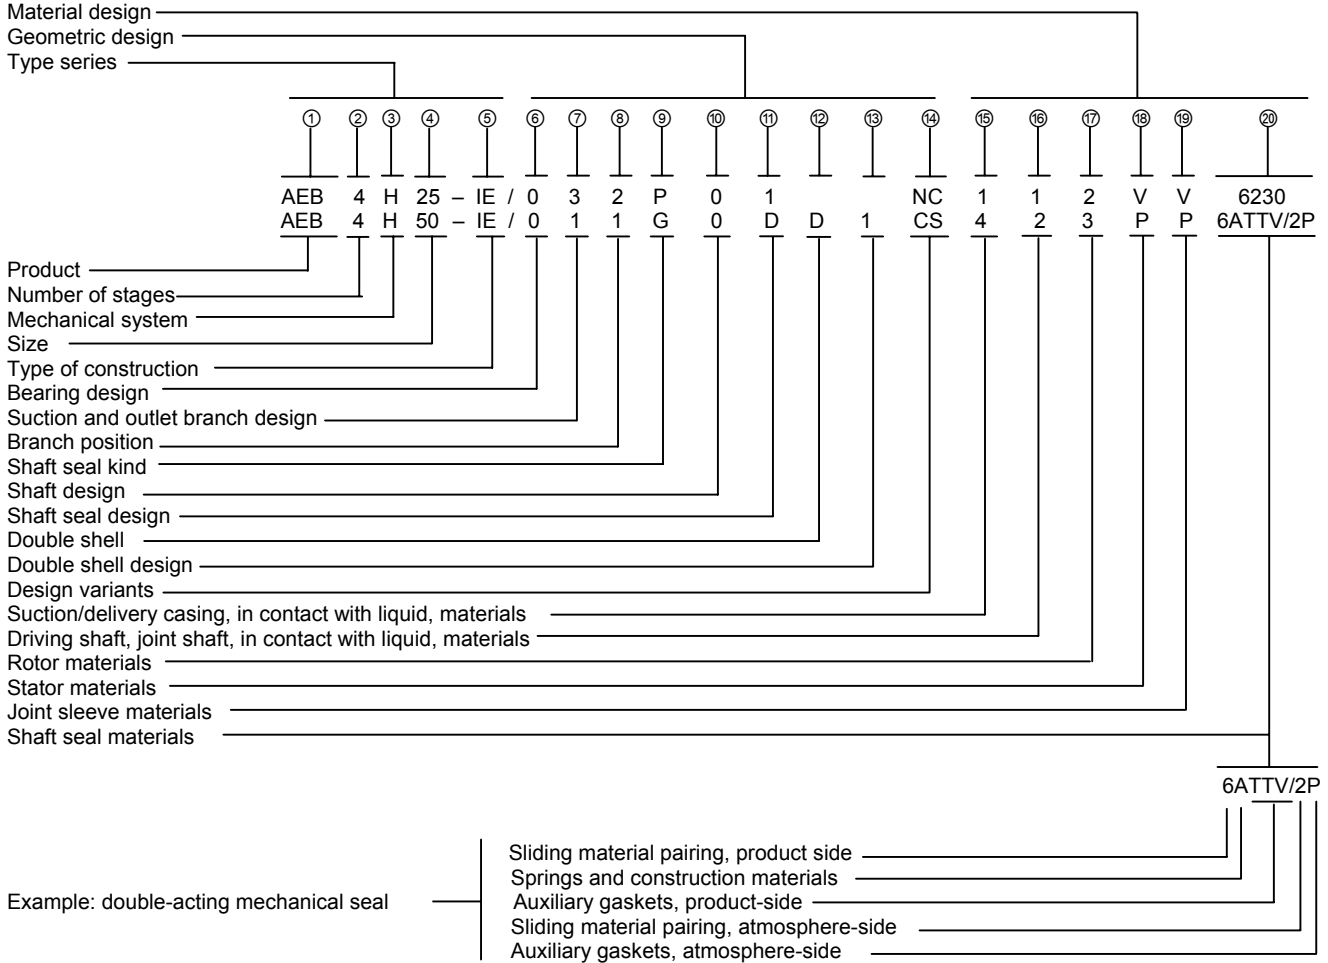 Material design
Geometric design
Type series
① ② ③ ④ ⑤ ⑥ ⑦ ⑧ ⑨ ⑩ ⑪ ⑫ ⑬ ⑭ ⑮ ⑯ ⑰ ⑱ ⑲ ⑳
AEB 4 H 25 – IE / 0 3 2 P 0 1 NC 1 1 2 V V 6230
AEB 4 H 50 – IE / 0 1 1 G 0 D D 1 CS 4 2 3 P P 6ATTV/2P
Product
Number of stages
Mechanical system
Size
Type of construction
Bearing design
Suction and outlet branch design
Branch position
Shaft seal kind
Shaft design
Shaft seal design
Double shell
Double shell design
Design variants
Suction/delivery casing, in contact with liquid, materials
Driving shaft, joint shaft, in contact with liquid, materials
Rotor materials
Stator materials
Joint sleeve materials
Shaft seal materials
6ATTV/2P
Example: double-acting mechanical seal
Sliding material pairing, product side
Springs and construction materials
Auxiliary gaskets, product-side
Sliding material pairing, atmosphere-side
Auxiliary gaskets, atmosphere-side